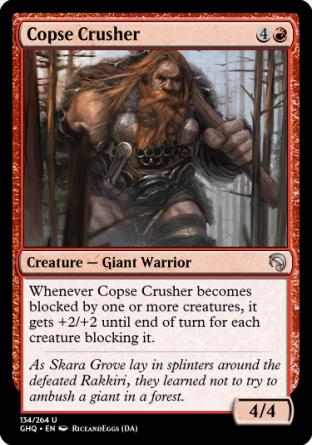 Copse Crusher 4
Creature — Giant Warrior
Whenever Copse Crusher becomes
blocked by one or more creatures, it
gets +2/+2 until end of turn for each
creature blocking it.
As Skara Grove lay in splinters around the
defeated Rakkiri, they learned not to try to
ambush a giant in a forest.
4/4
134/264 U
GHQ • EN RiceandEggs (DA)